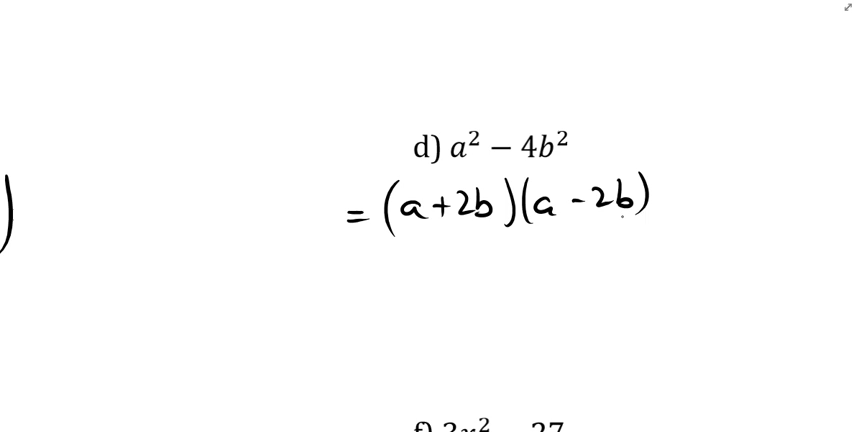 d) a² − 4b²
)
= (a + 2b)(a - 2b)